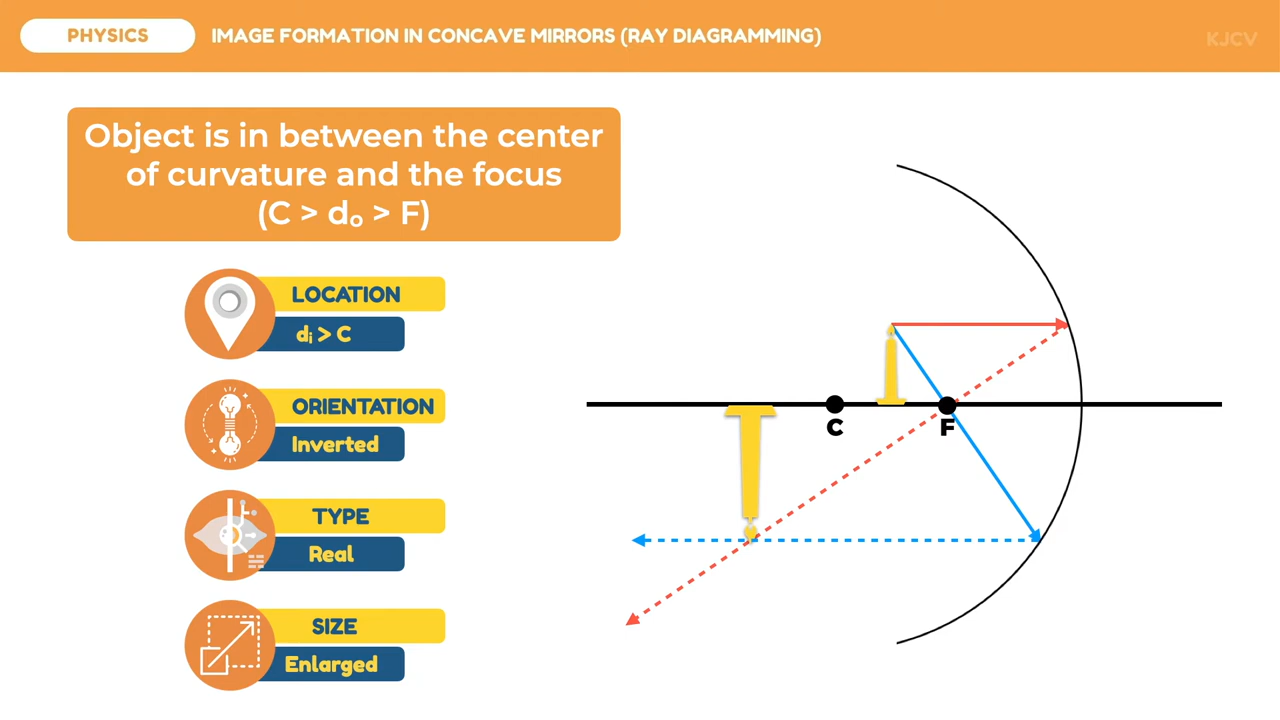 PHYSICS
IMAGE FORMATION IN CONCAVE MIRRORS (RAY DIAGRAMMING)
KJCV
Object is in between the center
of curvature and the focus
(C > dₒ > F)
LOCATION
dᵢ > C
ORIENTATION
Inverted
TYPE
Real
SIZE
Enlarged
C
F